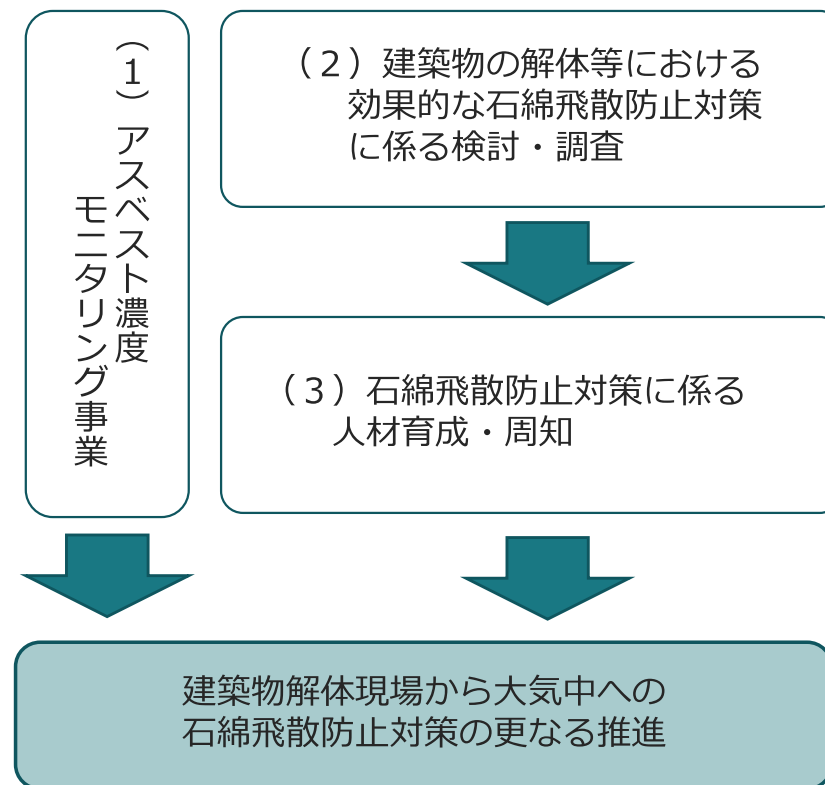 （１）アスベスト濃度
モニタリング事業
（２）建築物の解体等における
効果的な石綿飛散防止対策
に係る検討・調査
（３）石綿飛散防止対策に係る
人材育成・周知
建築物解体現場から大気中への
石綿飛散防止対策の更なる推進